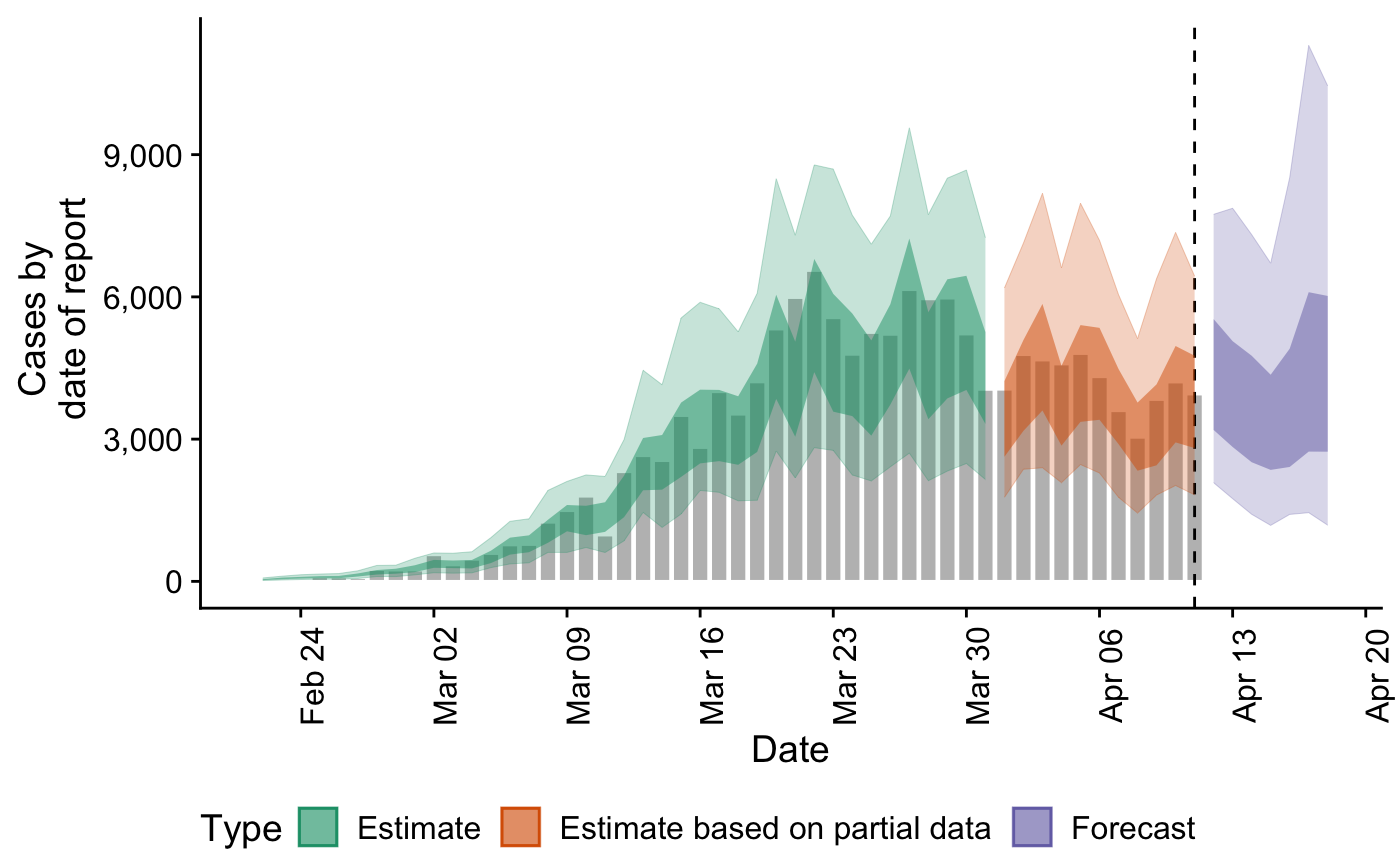 Cases by
date of report
9,000
6,000
3,000
0
Feb 24
Mar 02
Mar 09
Mar 16
Mar 23
Mar 30
Apr 06
Apr 13
Apr 20
Date
Type Estimate Estimate based on partial data Forecast